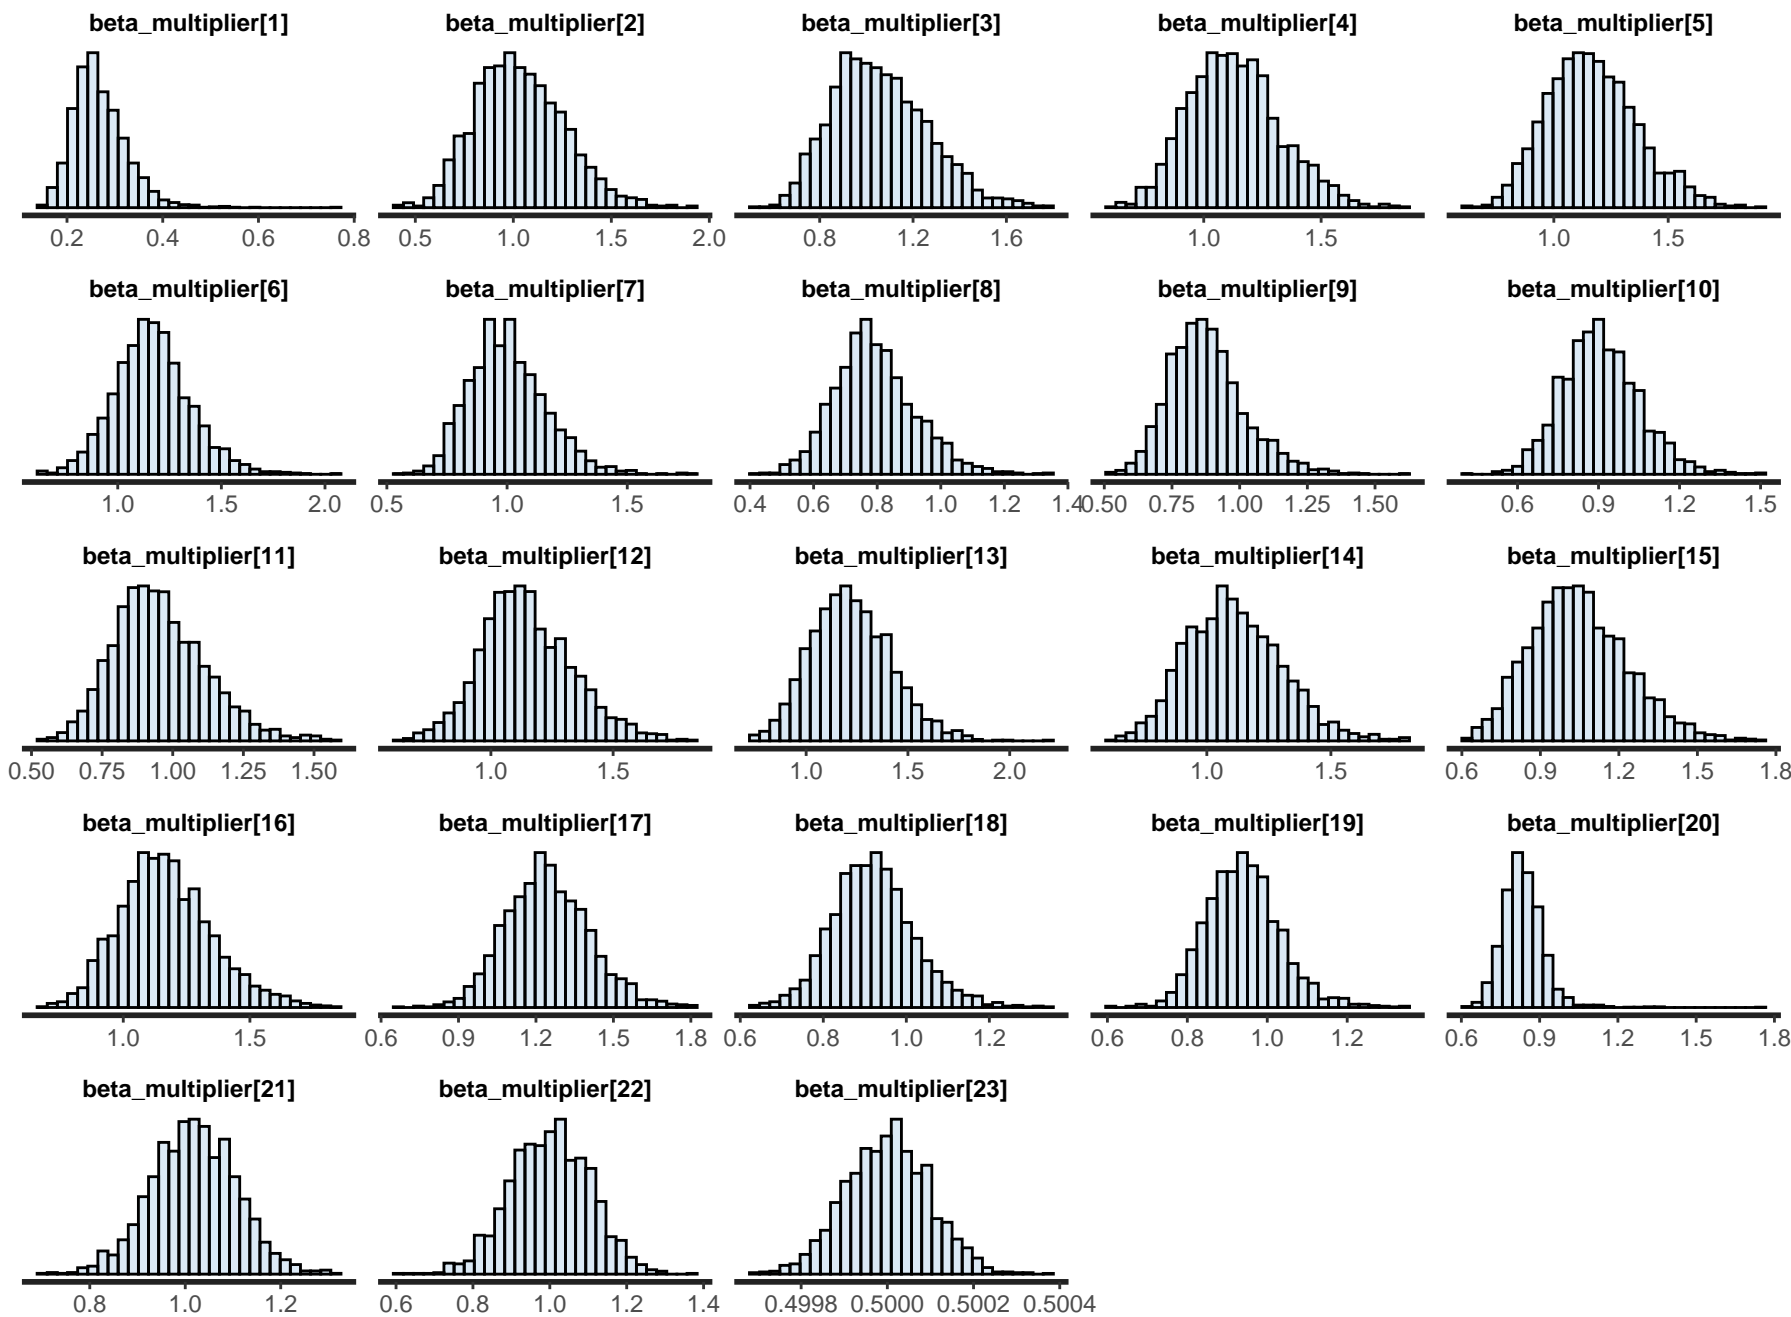 beta_multiplier[1] beta_multiplier[2] beta_multiplier[3] beta_multiplier[4] beta_multiplier[5]
0.2 0.4 0.6 0.8 0.5 1.0 1.5 2.0 0.8 1.2 1.6 1.0 1.5 1.0 1.5
beta_multiplier[6] beta_multiplier[7] beta_multiplier[8] beta_multiplier[9] beta_multiplier[10]
1.0 1.5 2.0 0.5 1.0 1.5 0.4 0.6 0.8 1.0 1.2 1.4 0.50 0.75 1.00 1.25 1.50 0.6 0.9 1.2 1.5
beta_multiplier[11] beta_multiplier[12] beta_multiplier[13] beta_multiplier[14] beta_multiplier[15]
0.50 0.75 1.00 1.25 1.50 1.0 1.5 1.0 1.5 2.0 1.0 1.5 0.6 0.9 1.2 1.5 1.8
beta_multiplier[16] beta_multiplier[17] beta_multiplier[18] beta_multiplier[19] beta_multiplier[20]
1.0 1.5 0.6 0.9 1.2 1.5 1.8 0.6 0.8 1.0 1.2 0.6 0.8 1.0 1.2 0.6 0.9 1.2 1.5 1.8
beta_multiplier[21] beta_multiplier[22] beta_multiplier[23]
0.8 1.0 1.2 0.6 0.8 1.0 1.2 1.4 0.4998 0.5000 0.5002 0.5004